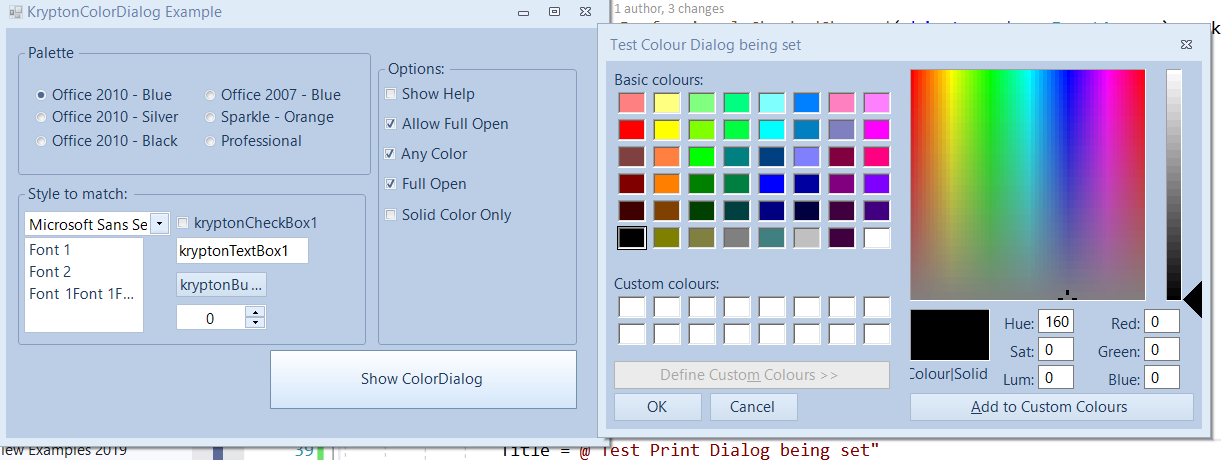 1 author, 3 changes
KryptonColorDialog Example
Palette
Office 2010 - Blue
Office 2007 - Blue
Office 2010 - Silver
Sparkle - Orange
Office 2010 - Black
Professional
Options:
Show Help
Allow Full Open
Any Color
Full Open
Solid Color Only
Style to match:
Microsoft Sans Se
kryptonCheckBox1
Font 1
kryptonTextBox1
Font 2
Font 1Font 1F...
kryptonBu ...
0
Show ColorDialog
Test Colour Dialog being set
Basic colours:
Custom colours:
Define Custom Colours >>
OK
Cancel
Colour|Solid
Hue: 160
Red: 0
Sat: 0
Green: 0
Lum: 0
Blue: 0
Add to Custom Colours
iew Examples 2019
39
Title = @ Test Print Dialog being set"